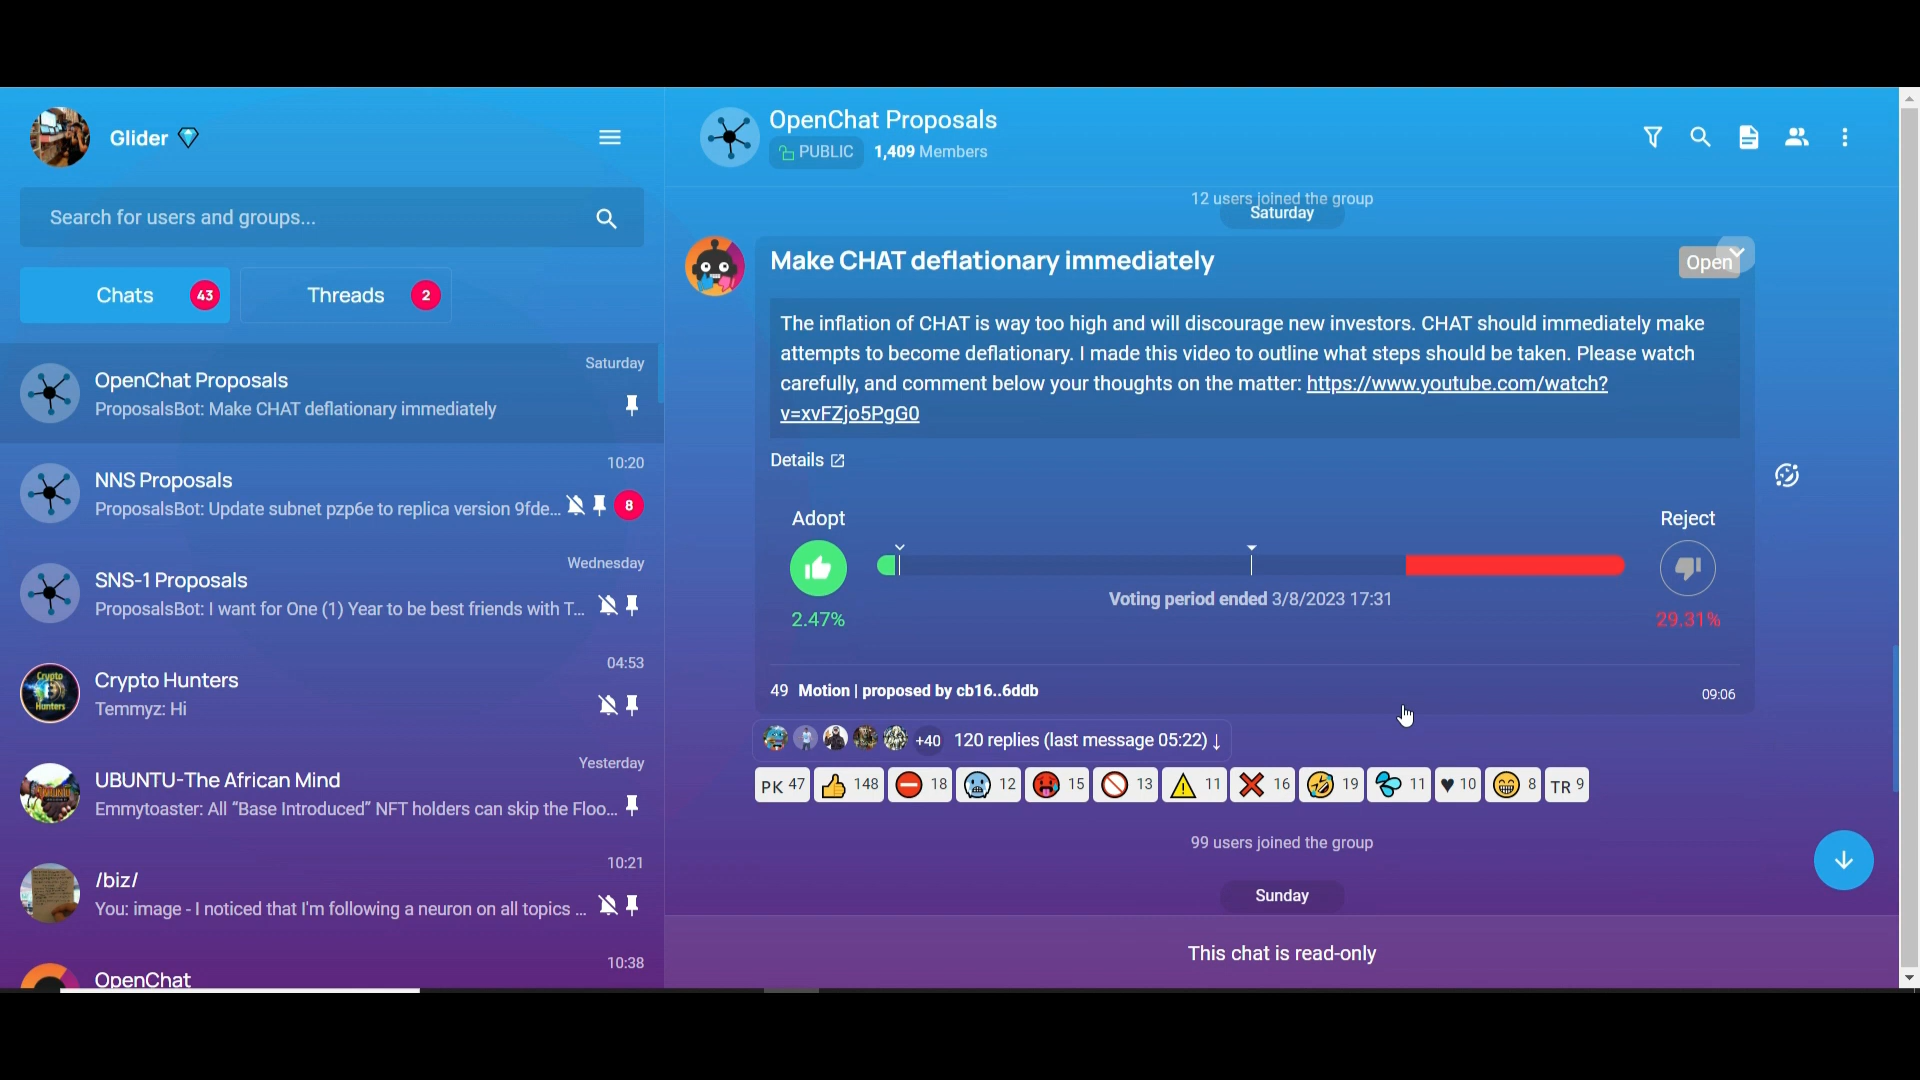 Glider
Search for users and groups...
Chats 43
Threads 2
Saturday
OpenChat Proposals
ProposalsBot: Make CHAT deflationary immediately
10:20
NNS Proposals
ProposalsBot: Update subnet pzp6e to replica version 9fde... 8
Wednesday
SNS-1 Proposals
ProposalsBot: I want for One (1) Year to be best friends with T...
04:53
Crypto Hunters
Crypto Hunters
Temmyz: Hi
Yesterday
UBUNTU-The African Mind
Emmytoaster: All “Base Introduced” NFT holders can skip the Floo...
10:21
/biz/
You: image - I noticed that I'm following a neuron on all topics ...
10:38
OpenChat
OpenChat Proposals
PUBLIC 1,409 Members
12 users joined the group
Saturday
Make CHAT deflationary immediately
Open
The inflation of CHAT is way too high and will discourage new investors. CHAT should immediately make
attempts to become deflationary. I made this video to outline what steps should be taken. Please watch
carefully, and comment below your thoughts on the matter: https://www.youtube.com/watch?
v=xvFZjo5PgG0
Details
Adopt
Reject
Voting period ended 3/8/2023 17:31
2.47%
29.31%
49 Motion | proposed by cb16..6ddb
09:06
+40 120 replies (last message 05:22) ↓
PK 47 148 18 12 15 13 11 16 19 11 10 8 TR 9
99 users joined the group
Sunday
This chat is read-only